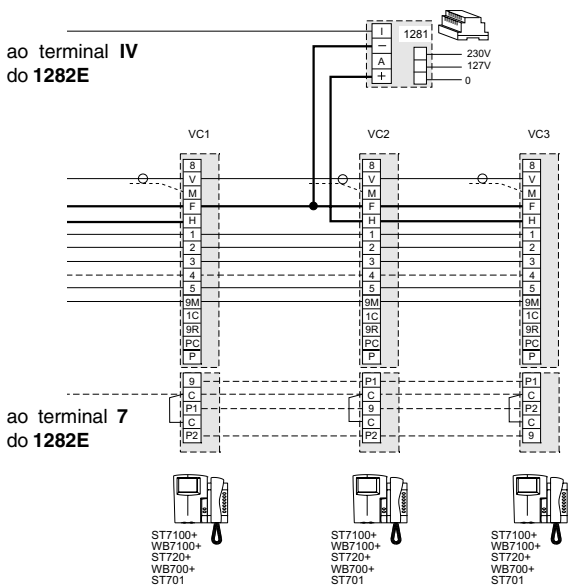 ao terminal IV
do 1282E
I
–
A
+
1281
230V
127V
0
VC1
VC2
VC3
8
V
M
F
H
1
2
3
4
5
9M
1C
9R
PC
P
8
V
M
F
H
1
2
3
4
5
9M
1C
9R
PC
P
8
V
M
F
H
1
2
3
4
5
9M
1C
9R
PC
P
ao terminal 7
do 1282E
9
C
P1
C
P2
P1
C
9
C
P2
P1
C
P2
C
9
ST7100+
WB7100+
ST720+
WB700+
ST701
ST7100+
WB7100+
ST720+
WB700+
ST701
ST7100+
WB7100+
ST720+
WB700+
ST701